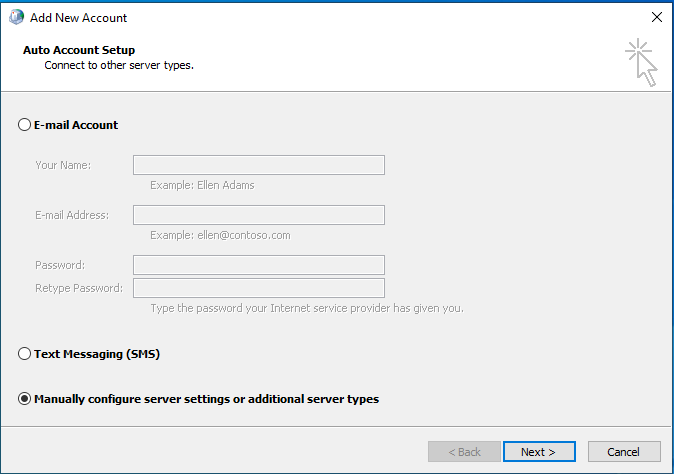 Add New Account
Auto Account Setup
Connect to other server types.
E-mail Account
Your Name:
Example: Ellen Adams
E-mail Address:
Example: ellen@contoso.com
Password:
Retype Password:
Type the password your Internet service provider has given you.
Text Messaging (SMS)
Manually configure server settings or additional server types
< Back Next > Cancel